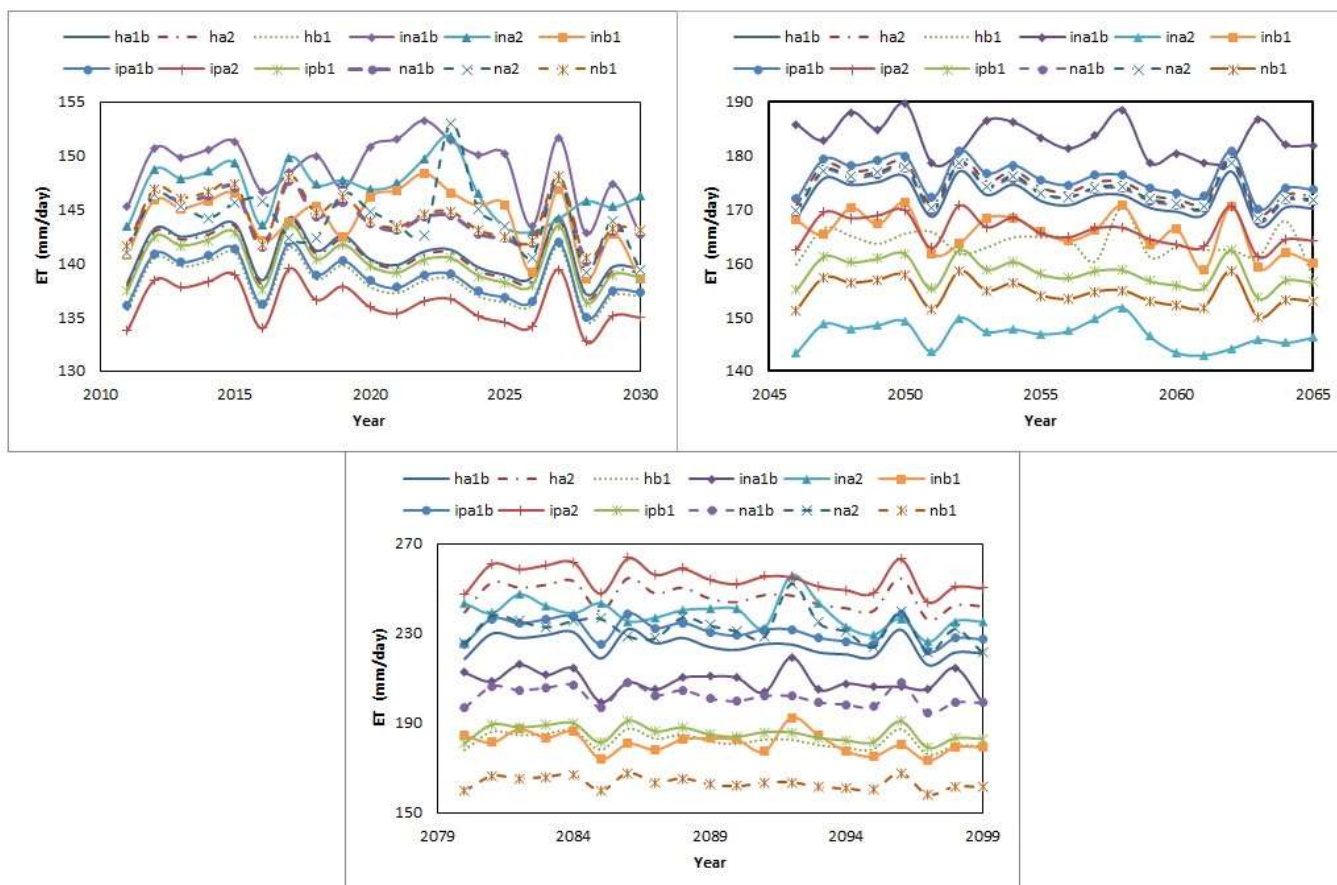 ha1b ha2 hb1 ina1b ina2 inb1
ipa1b ipa2 ipb1 na1b na2 nb1
155
150
145
140
135
130
ET (mm/day)
2010 2015 2020 2025 2030
Year
ha1b ha2 hb1 ina1b ina2 inb1
ipa1b ipa2 ipb1 na1b na2 nb1
190
180
170
160
150
140
ET (mm/day)
2045 2050 2055 2060 2065
Year
ha1b ha2 hb1 ina1b ina2 inb1
ipa1b ipa2 ipb1 na1b na2 nb1
270
230
190
150
ET (mm/day)
2079 2084 2089 2094 2099
Year